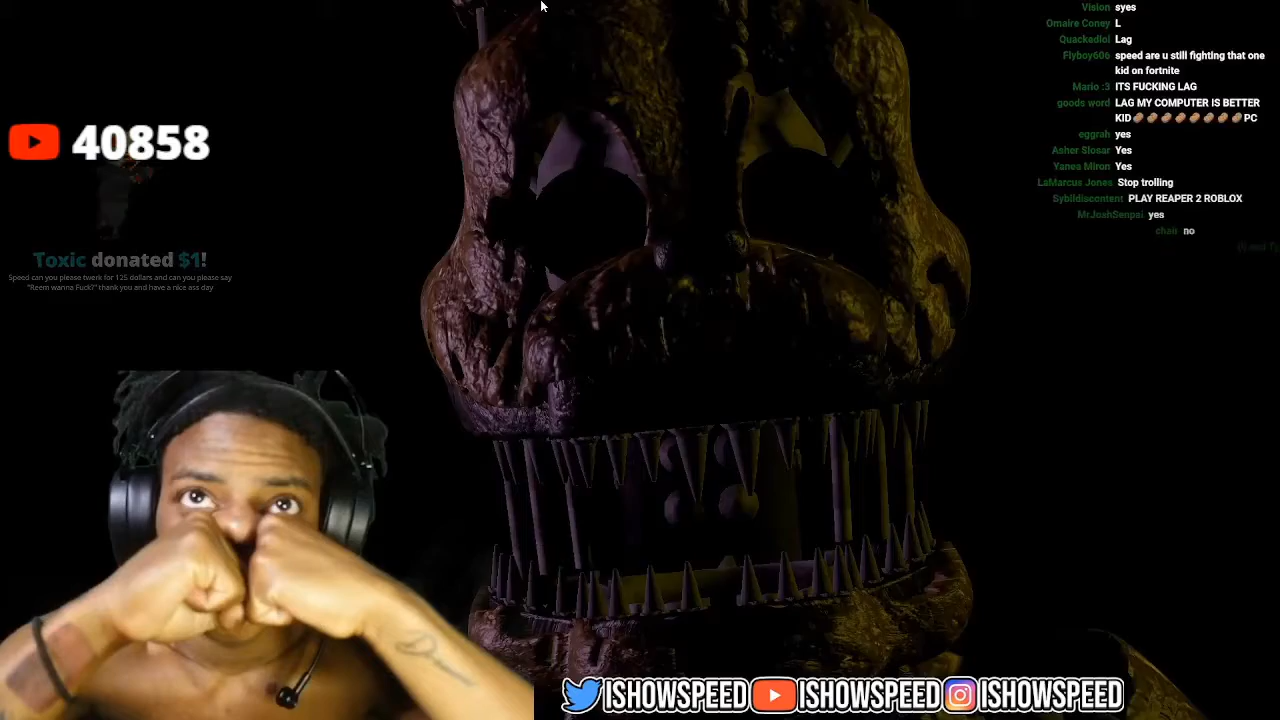 40858
Toxic donated $1!
Speed can you please twerk for 125 dollars and can you please say
"Reem wanna Fuck?" thank you and have a nice ass day
Vision syes
Omaire Coney L
Quackedlol Lag
Flyboy606 speed are u still fighting that one
kid on fortnite
Mario :3 ITS FUCKING LAG
goods word LAG MY COMPUTER IS BETTER
KID🥔🥔🥔🥔🥔🥔🥔🥔PC
eggrah yes
Asher Slosar Yes
Yanea Miron Yes
LaMarcus Jones Stop trolling
Sybildiscontent PLAY REAPER 2 ROBLOX
MrJoshSenpai yes
chair no
ISHOWSPEED ISHOWSPEED ISHOWSPEED